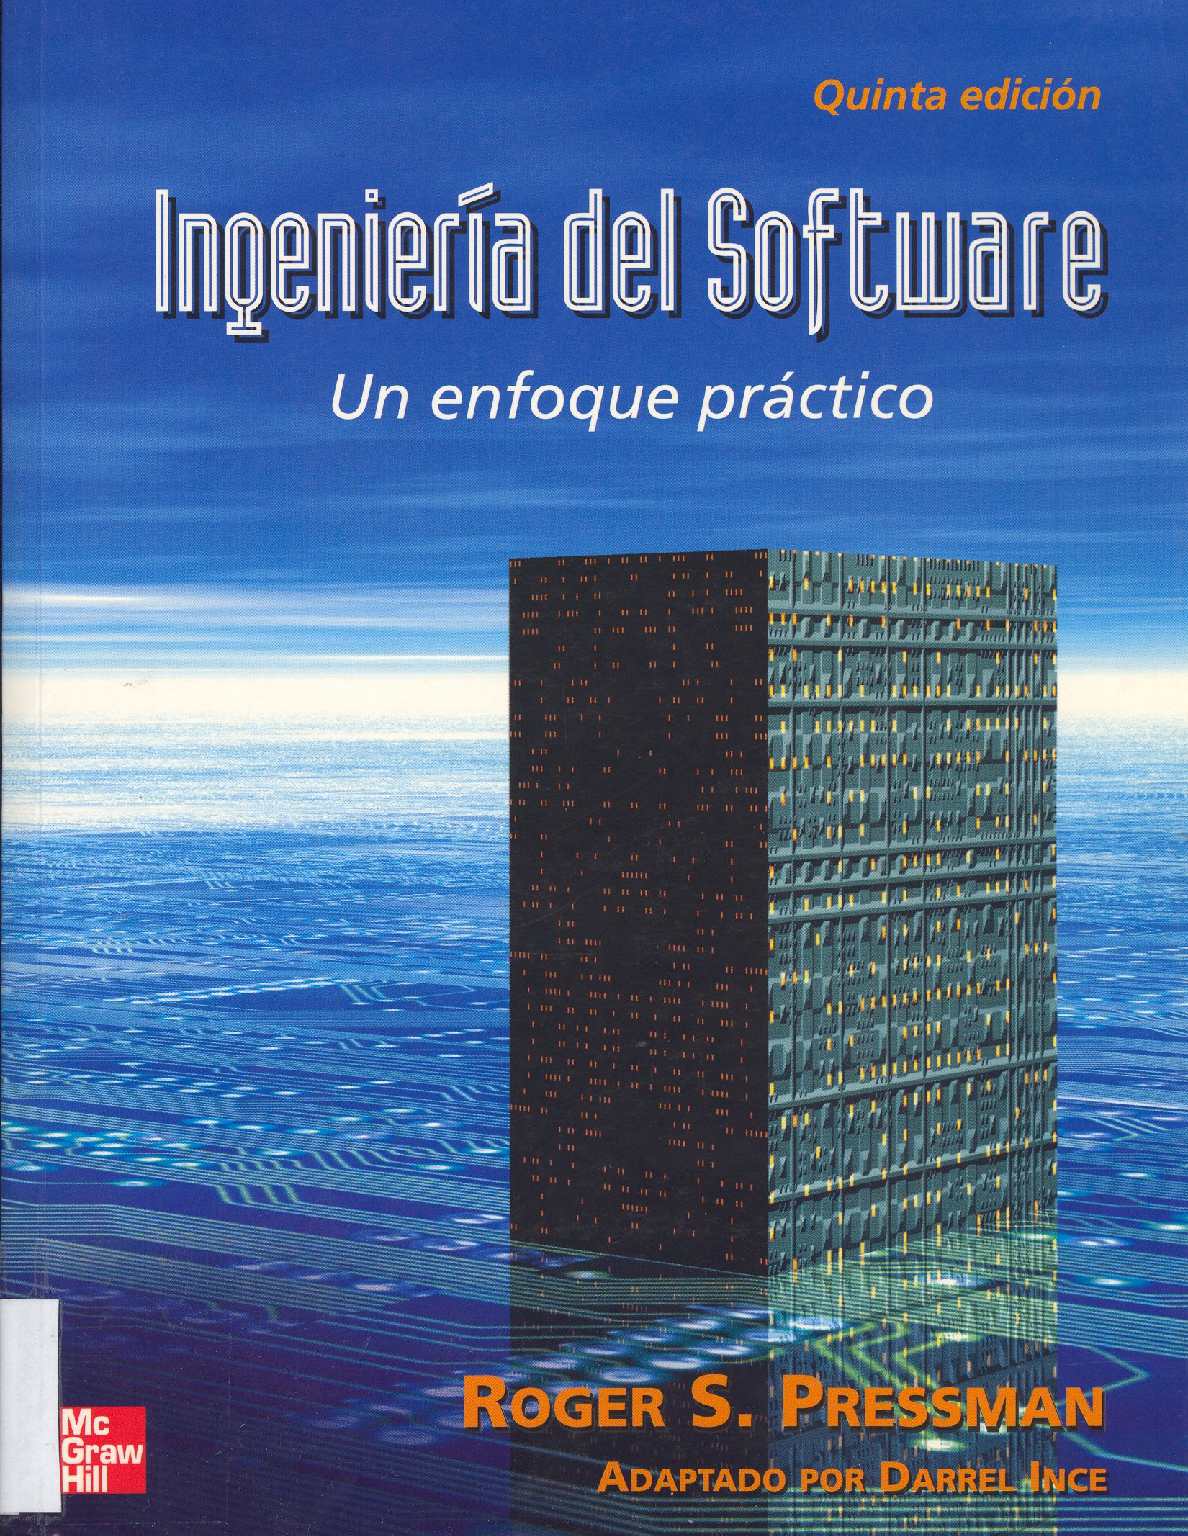 Quinta edición
Ingeniería del Software
Un enfoque práctico
ROGER S. PRESSMAN
ADAPTADO POR DARREL INCE
Mc
Graw
Hill